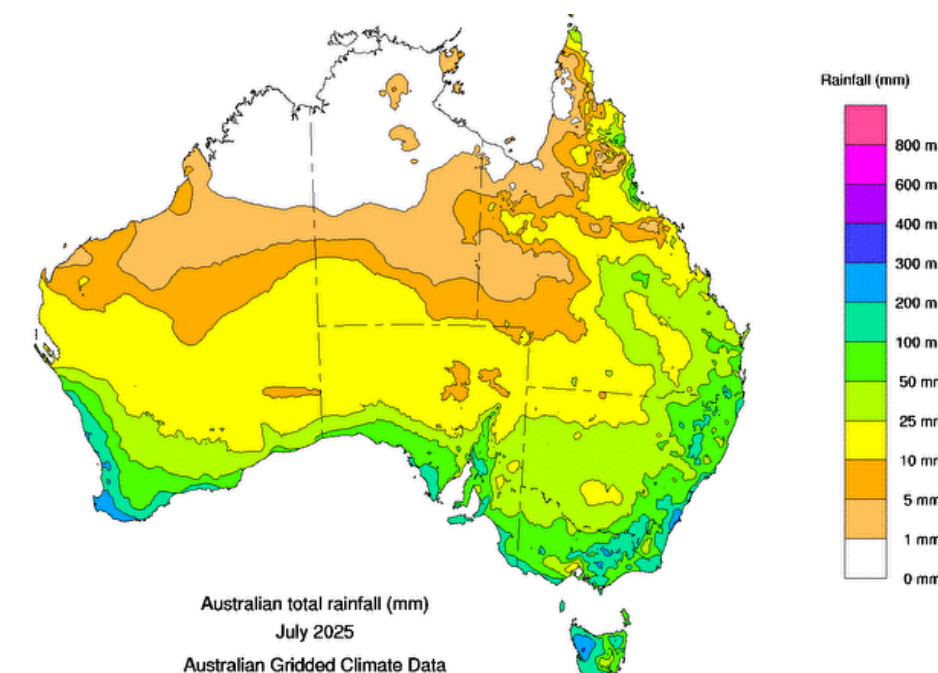 Rainfall (mm)
800 m
600 m
400 m
300 m
200 m
100 m
50 mr
25 mr
10 mr
5 mr
1 mr
0 mr
Australian total rainfall (mm)
July 2025
Australian Gridded Climate Data